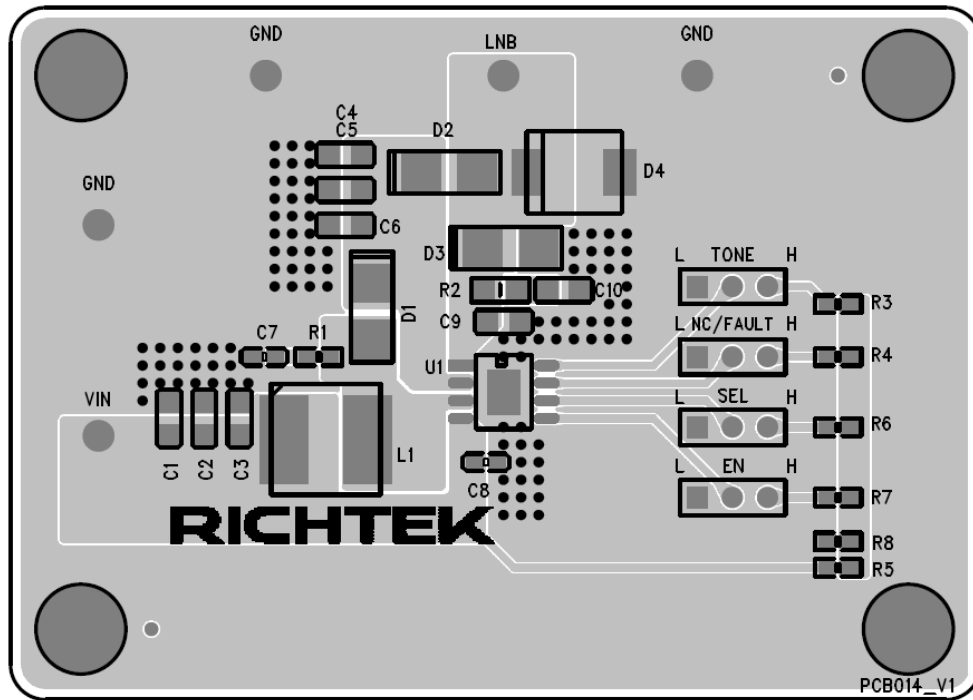 GND
LNB
GND
C4
C5
D2
D4
GND
C6
D3
L TONE H
D1
R2
C10
R3
C9
L NC/FAULT H
C7
R1
U1
R4
VIN
L SEL H
R6
C1
C2
C3
L1
L EN H
C8
R7
RICHTEK
R8
R5
PCB014_V1